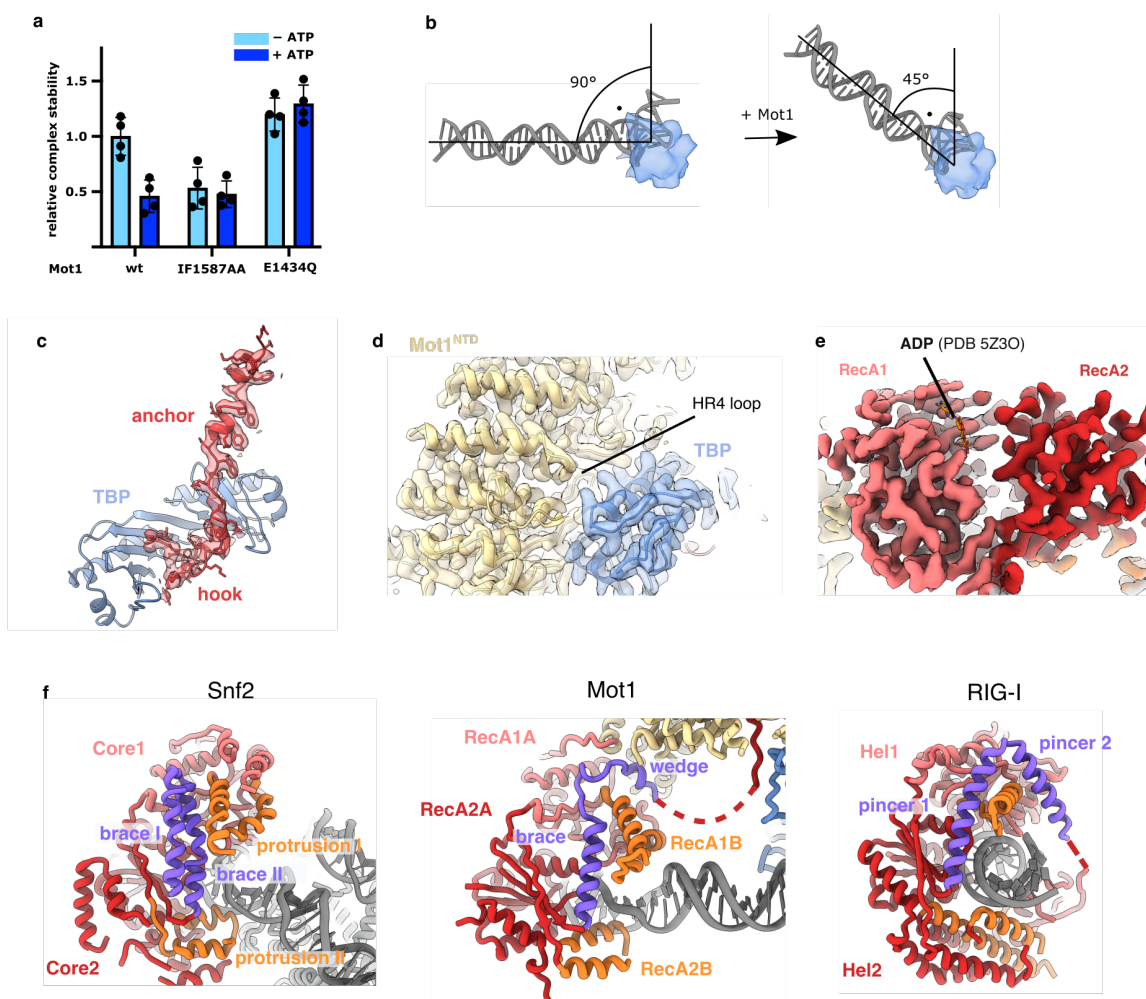 a
− ATP
+ ATP
relative complex stability
1.5
1.0
0.5
Mot1
wt
IF1587AA
E1434Q
b
90°
+ Mot1
45°
c
anchor
TBP
hook
d
Mot1NTD
HR4 loop
TBP
e
ADP (PDB 5Z3O)
RecA1
RecA2
f
Snf2
Core1
brace I
protrusion I
brace II
protrusion II
Core2
Mot1
RecA1A
wedge
RecA2A
brace
RecA1B
RecA2B
RIG-I
Hel1
pincer 2
pincer 1
Hel2